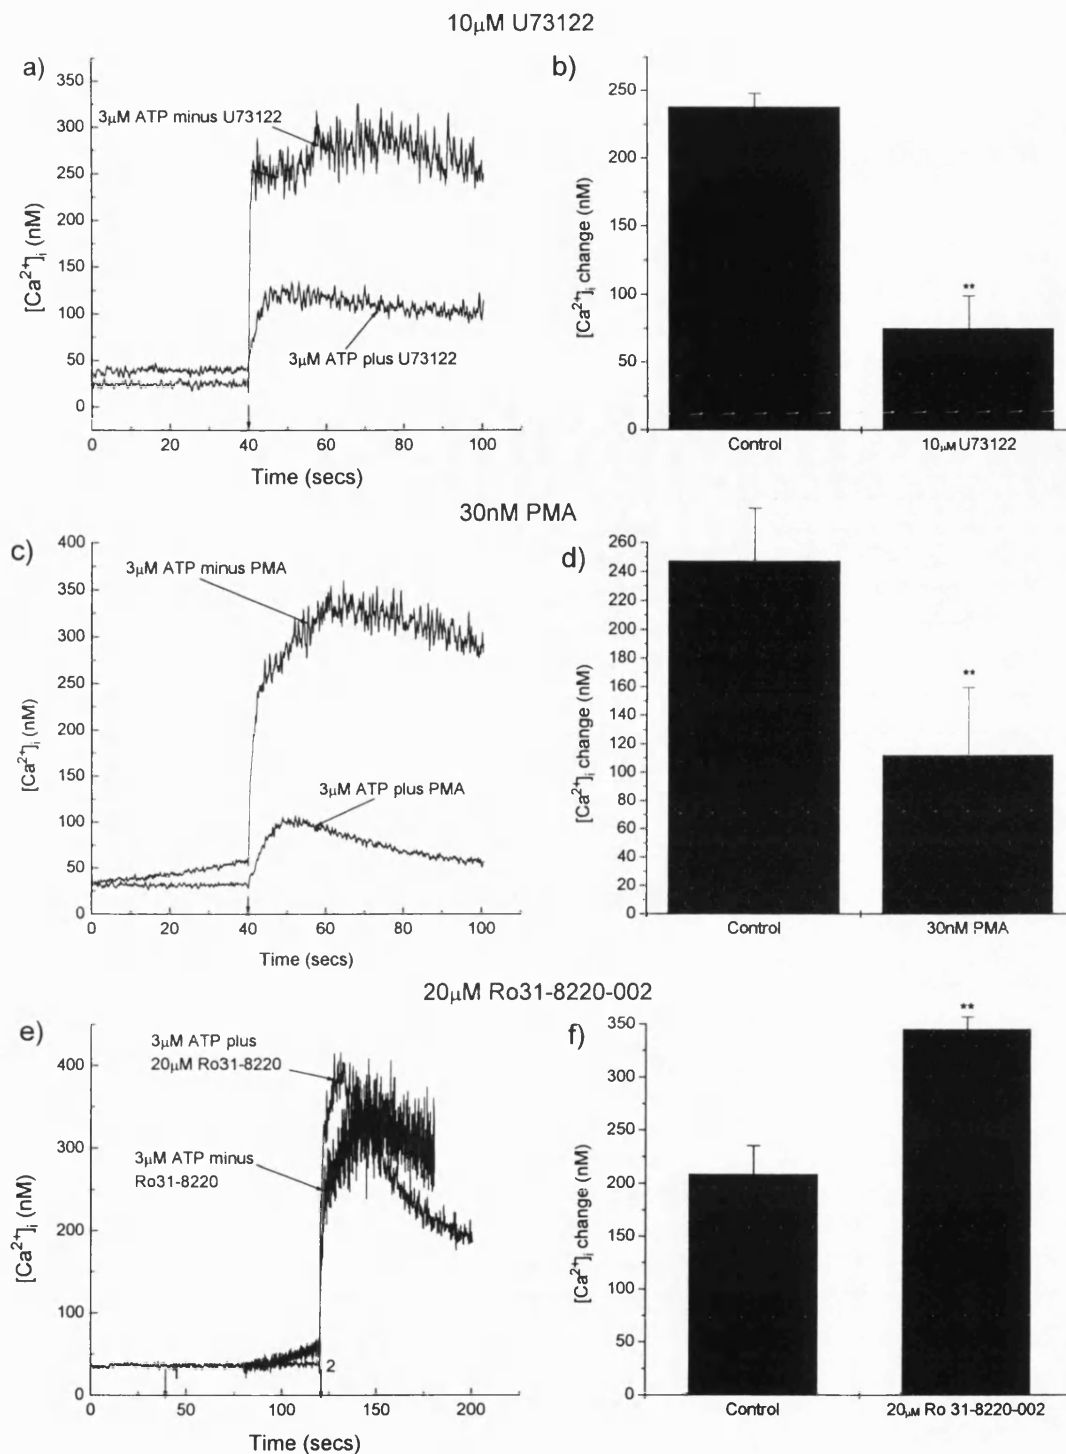 10μM U73122
a)
350
300
250
200
150
100
50
0
[Ca²⁺]ᵢ (nM)
3μM ATP minus U73122
3μM ATP plus U73122
0 20 40 60 80 100
Time (secs)
b)
250
200
150
100
50
0
[Ca²⁺]ᵢ change (nM)
**
Control 10μM U73122
30nM PMA
c)
400
350
300
250
200
150
100
50
0
[Ca²⁺]ᵢ (nM)
3μM ATP minus PMA
3μM ATP plus PMA
0 20 40 60 80 100
Time (secs)
d)
260
240
220
200
180
160
140
120
100
80
60
40
20
0
[Ca²⁺]ᵢ change (nM)
**
Control 30nM PMA
20μM Ro31-8220-002
e)
400
350
300
250
200
150
100
50
0
[Ca²⁺]ᵢ (nM)
3μM ATP plus
20μM Ro31-8220
3μM ATP minus
Ro31-8220
1
2
0 50 100 150 200
Time (secs)
f)
350
300
250
200
150
100
50
0
[Ca²⁺]ᵢ change (nM)
**
Control 20μM Ro 31-8220-002